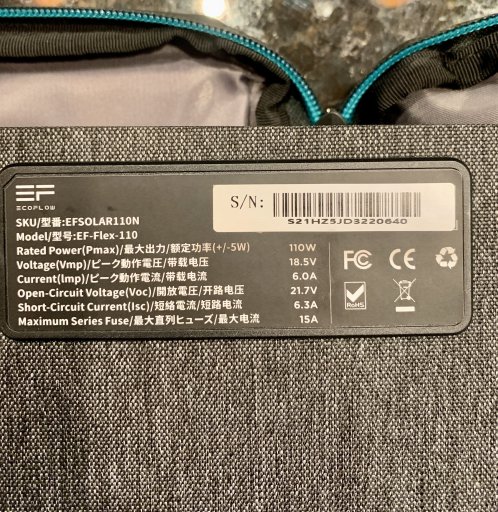 EF
ECOFLOW
S/N:
S21HZ5JD3220640
SKU/型番:EFSOLAR110N
Model/型号:EF-Flex-110
Rated Power(Pmax)/最大出力/额定功率(+/-5W) 110W
Voltage(Vmp)/ピーク動作電圧/带载电压 18.5V
Current(Imp)/ピーク動作電流/带载电流 6.0A
Open-Circuit Voltage(Voc)/開放電圧/开路电压 21.7V
Short-Circuit Current(Isc)/短絡電流/短路电流 6.3A
Maximum Series Fuse/最大直列ヒューズ/最大电流 15A
FC CE
RoHS